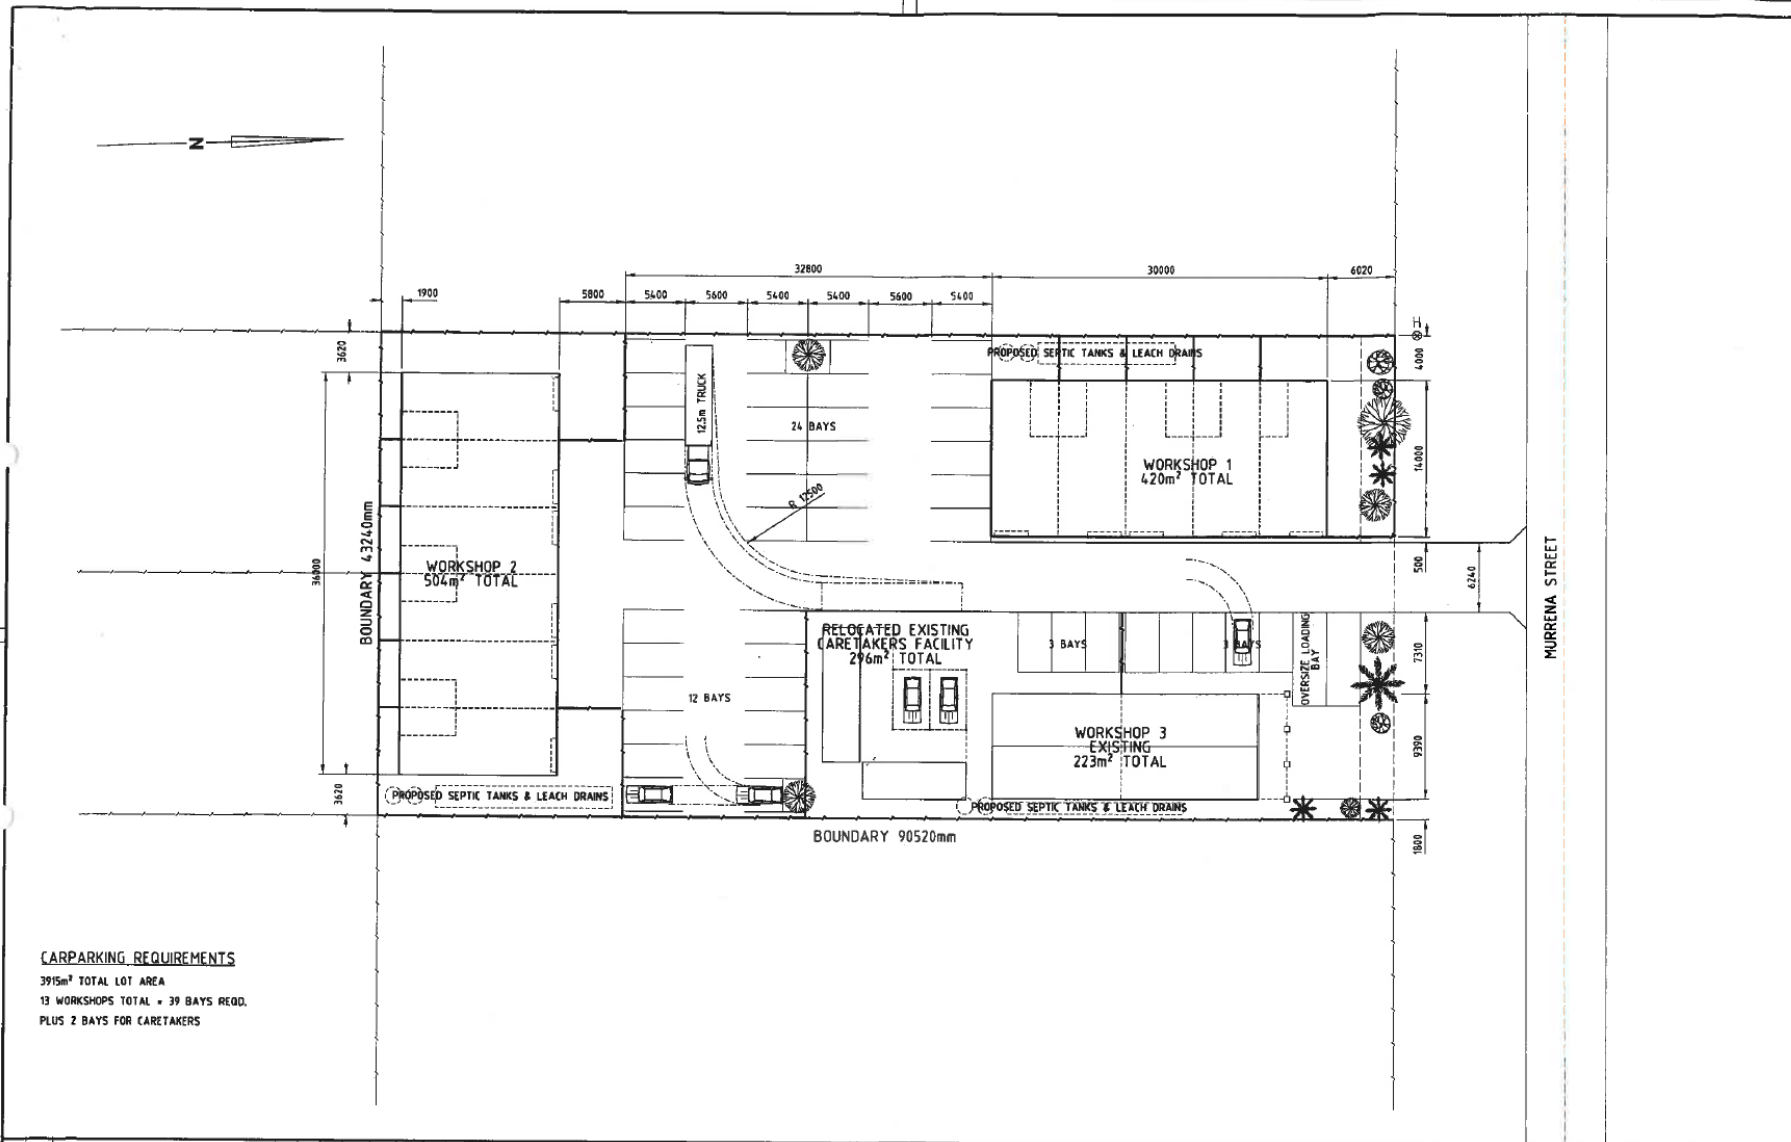 N
32800
30000
6020
1900
5800
5400
5600
5400
5400
5600
5400
3620
H
4000
PROPOSED SEPTIC TANKS & LEACH DRAINS
12.5m TRUCK
24 BAYS
WORKSHOP 1
420m² TOTAL
14000
R 12500
BOUNDARY 43240mm
36000
WORKSHOP 2
504m² TOTAL
500
6240
MURRENA STREET
RELOCATED EXISTING
CARETAKERS FACILITY
296m² TOTAL
3 BAYS
3 BAYS
OVERSIZE LOADING
BAY
7310
12 BAYS
WORKSHOP 3
EXISTING
223m² TOTAL
9390
3620
PROPOSED SEPTIC TANKS & LEACH DRAINS
PROPOSED SEPTIC TANKS & LEACH DRAINS
BOUNDARY 90520mm
1800
CARPARKING REQUIREMENTS
3915m² TOTAL LOT AREA
13 WORKSHOPS TOTAL = 39 BAYS REQD.
PLUS 2 BAYS FOR CARETAKERS